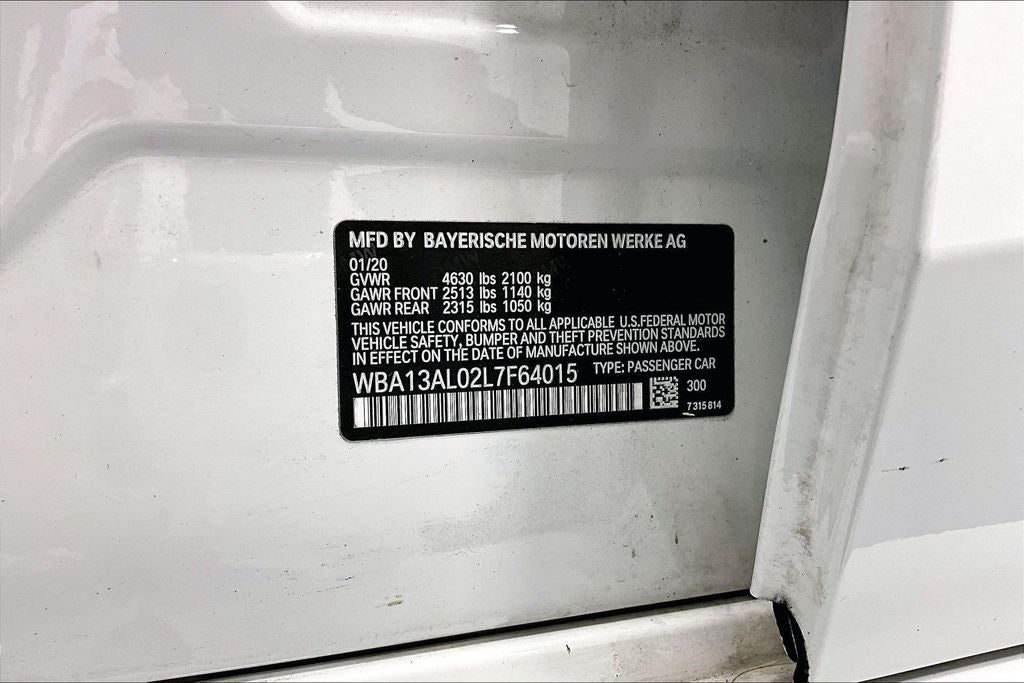 MFD BY BAYERISCHE MOTOREN WERKE AG
01/20
GVWR 4630 lbs 2100 kg
GAWR FRONT 2513 lbs 1140 kg
GAWR REAR 2315 lbs 1050 kg
THIS VEHICLE CONFORMS TO ALL APPLICABLE U.S.FEDERAL MOTOR
VEHICLE SAFETY, BUMPER AND THEFT PREVENTION STANDARDS
IN EFFECT ON THE DATE OF MANUFACTURE SHOWN ABOVE.
WBA13AL02L7F64015 TYPE: PASSENGER CAR
300
7 315 814